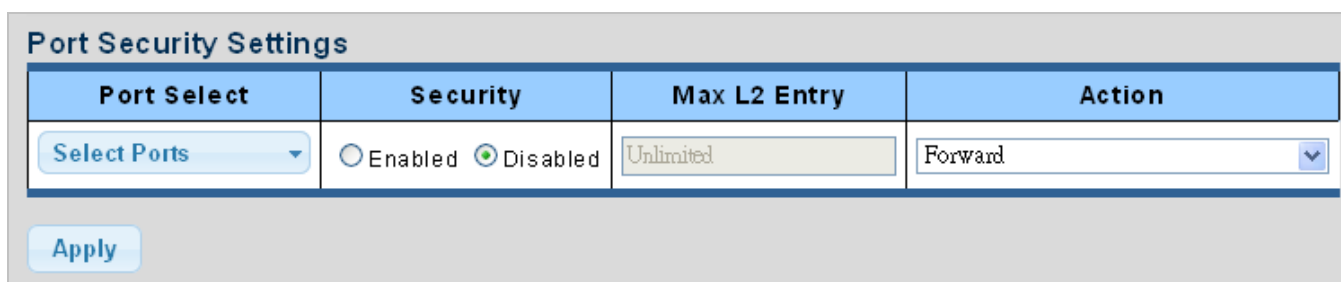 Port Security Settings
Port Select Security Max L2 Entry Action
Select Ports Enabled Disabled Unlimited Forward
Apply